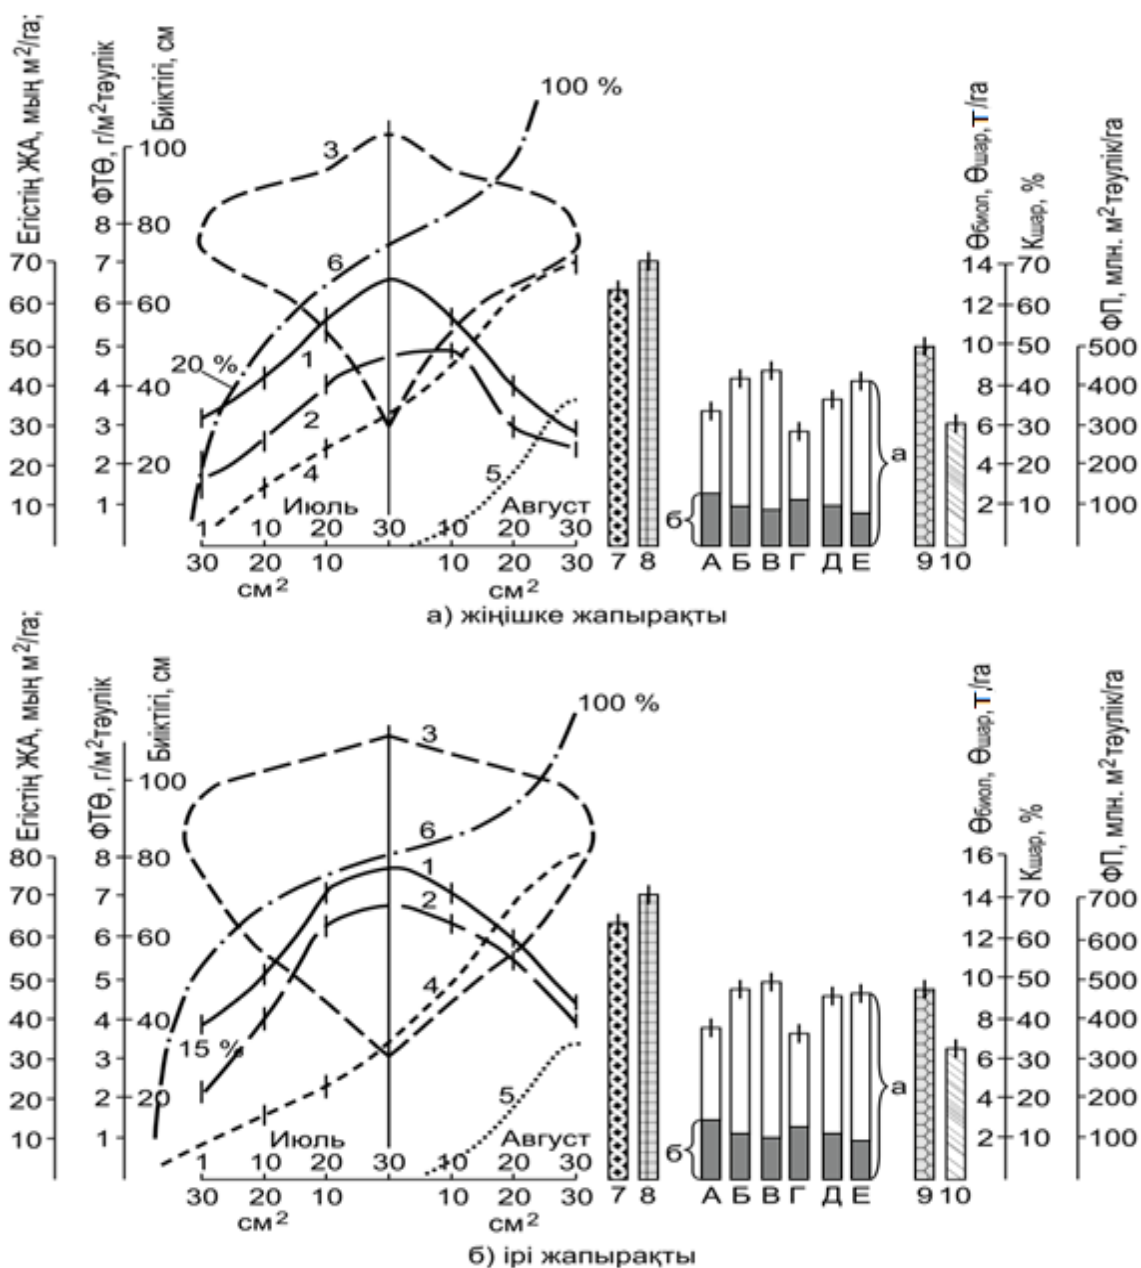 Егістің ЖА, мың м²/га;
ФТӨ, г/м²тәулік
Биіктігі, см
100 %
Өбиол, Өшар, т/га
Кшар, %
ФП, млн. м²тәулік/га
100
3
80
6
70 7 14 70
60 6 60 12 60
20 % 1
50 5 10 50 500
40 4 40 8 40 400
30 3 2 6 30 300
а
20 2 20 4 5 4 20 200
10 1 Июль Август б 2 10 100
1 10 20 30 10 20 30
7 8 А Б В Г Д Е 9 10
30 20 10 10 20 30
см² см²
а) жіңішке жапырақты
Егістің ЖА, мың м²/га;
ФТӨ, г/м²тәулік
Биіктігі, см
100 %
Өбиол, Өшар, т/га
Кшар, %
ФП, млн. м²тәулік/га
3
100
6
80 8 80 1 16
70 7 2 14 70 700
60 6 60 12 60 600
50 5 4 10 50 500
40 4 40 8 40 400
15 %
30 3 6 30 300
а
20 2 20 5 4 20 200
10 1 Июль Август б 2 10 100
1 10 20 30 10 20 30
7 8 А Б В Г Д Е 9 10
30 20 10 10 20 30
см² см²
б) ірі жапырақты